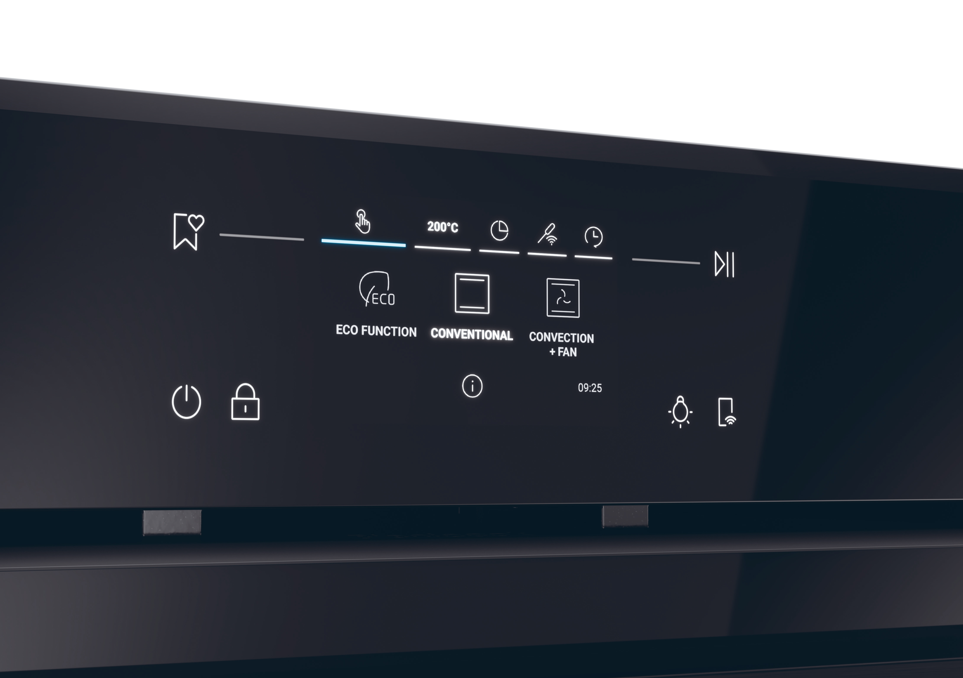 200°C
ECO
ECO FUNCTION
CONVENTIONAL
CONVECTION
+ FAN
09:25